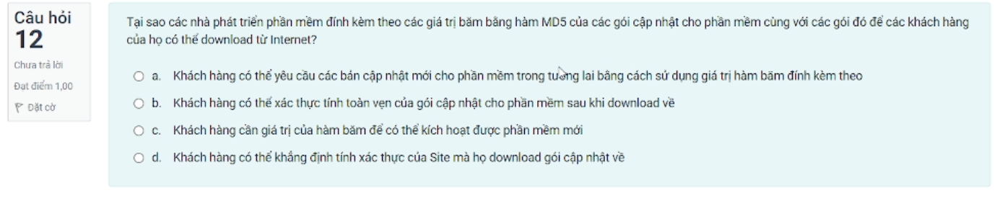 Câu hỏi
12
Chưa trả lời
Đạt điểm 1,00
Đặt cờ
Tại sao các nhà phát triển phần mềm đính kèm theo các giá trị băm bằng hàm MD5 của các gói cập nhật cho phần mềm cùng với các gói đó để các khách hàng
của họ có thể download từ Internet?
a. Khách hàng có thể yêu cầu các bản cập nhật mới cho phần mềm trong tương lai bằng cách sử dụng giá trị hàm băm đính kèm theo
b. Khách hàng có thể xác thực tính toàn vẹn của gói cập nhật cho phần mềm sau khi download về
c. Khách hàng cần giá trị của hàm băm để có thể kích hoạt được phần mềm mới
d. Khách hàng có thể khẳng định tính xác thực của Site mà họ download gói cập nhật về